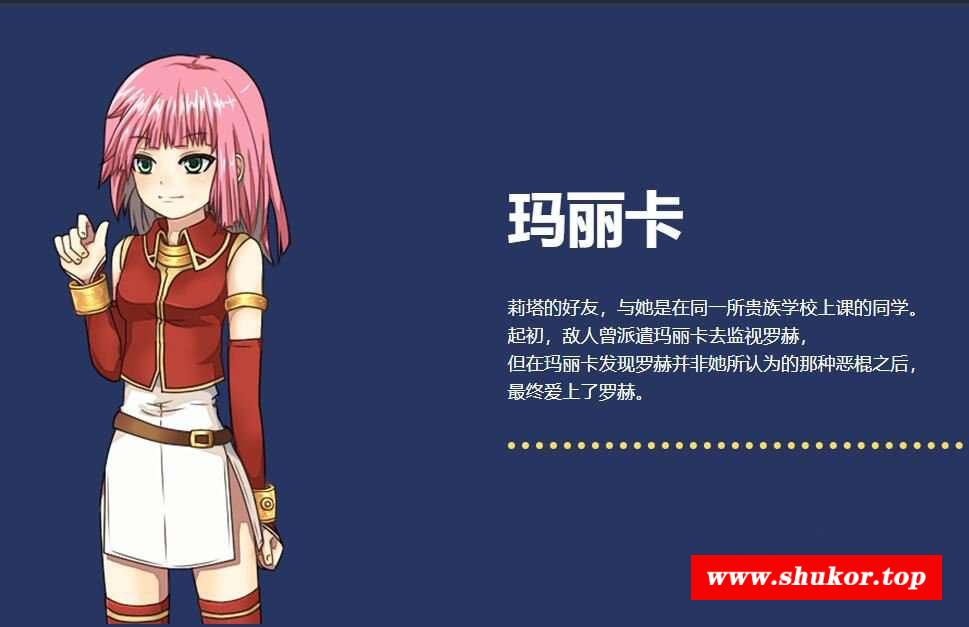 玛丽卡
莉塔的好友，与她是在同一所贵族学校上课的同学。
起初，敌人曾派遣玛丽卡去监视罗赫，
但在玛丽卡发现罗赫并非她所认为的那种恶棍之后，
最终爱上了罗赫。
www.shukor.top